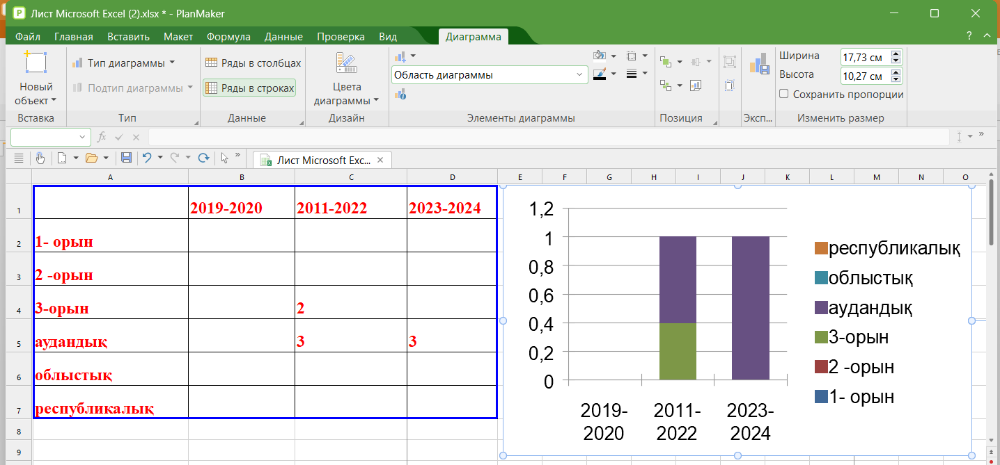 Лист Microsoft Excel (2).xlsx * - PlanMaker
Файл Главная Вставить Макет Формула Данные Проверка Вид Диаграмма ?
Новый объект
Вставка
Тип диаграммы
Подтип диаграммы
Тип
Ряды в столбцах
Ряды в строках
Данные
Цвета диаграммы
Дизайн
Область диаграммы
Элементы диаграммы
Позиция
Эксп...
Ширина 17,73 см
Высота 10,27 см
Сохранить пропорции
Изменить размер
fx
Лист Microsoft Exc... ×
A B C D E F G H I J K L M N O
1 2019-2020 2011-2022 2023-2024
2 1- орын
3 2 -орын
4 3-орын 2
5 аудандық 3 3
6 облыстық
7 республикалық
8
9
1,2
1
0,8
0,6
0,4
0,2
0
2019-2020
2011-2022
2023-2024
республикалық
облыстық
аудандық
3-орын
2 -орын
1- орын